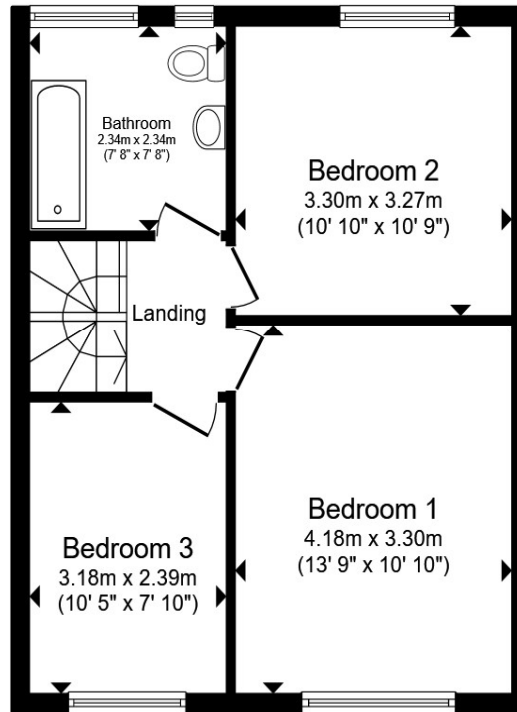 Bathroom
2.34m x 2.34m
(7' 8" x 7' 8")
Bedroom 2
3.30m x 3.27m
(10' 10" x 10' 9")
Landing
Bedroom 1
4.18m x 3.30m
(13' 9" x 10' 10")
Bedroom 3
3.18m x 2.39m
(10' 5" x 7' 10")